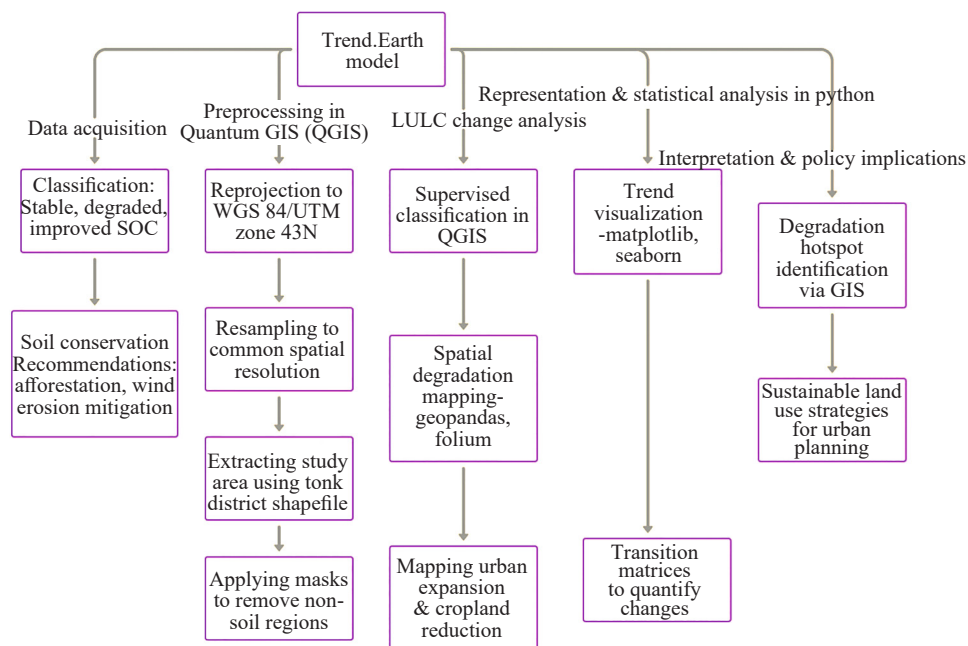 Trend.Earth
model
Data acquisition
Preprocessing in
Quantum GIS (QGIS)
LULC change analysis
Representation & statistical analysis in python
Interpretation & policy implications
Classification:
Stable, degraded,
improved SOC
Soil conservation
Recommendations:
afforestation, wind
erosion mitigation
Reprojection to
WGS 84/UTM
zone 43N
Resampling to
common spatial
resolution
Extracting study
area using tonk
district shapefile
Applying masks
to remove non-
soil regions
Supervised
classification in
QGIS
Spatial
degradation
mapping-
geopandas,
folium
Mapping urban
expansion
& cropland
reduction
Trend
visualization
-matplotlib,
seaborn
Transition
matrices
to quantify
changes
Degradation
hotspot
identification
via GIS
Sustainable land
use strategies
for urban
planning